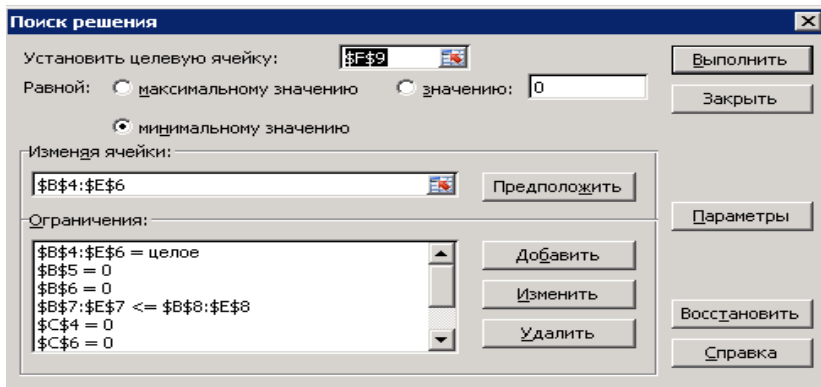 Поиск решения
Установить целевую ячейку: $F$9
Выполнить
Равной: максимальному значению значению: 0
Закрыть
минимальному значению
Изменяя ячейки:
$B$4:$E$6
Предположить
Ограничения:
Параметры
$B$4:$E$6 = целое
$B$5 = 0
$B$6 = 0
$B$7:$E$7 <= $B$8:$E$8
$C$4 = 0
$C$6 = 0
Добавить
Изменить
Удалить
Восстановить
Справка